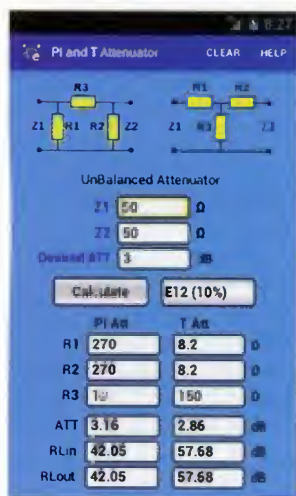 8:27
PI and T Attenuator CLEAR HELP
R3 R1 R2
Z1 R1 R2 Z2 Z1 R3 Z2
UnBalanced Attenuator
Z1 50 Ω
Z2 50 Ω
Desired ATT 3 dB
Calculate E12 (10%)
PI Att T Att
R1 270 8.2 Ω
R2 270 8.2 Ω
R3 150 Ω
ATT 3.16 2.86 dB
RLin 42.05 57.68 dB
RLout 42.05 57.68 dB